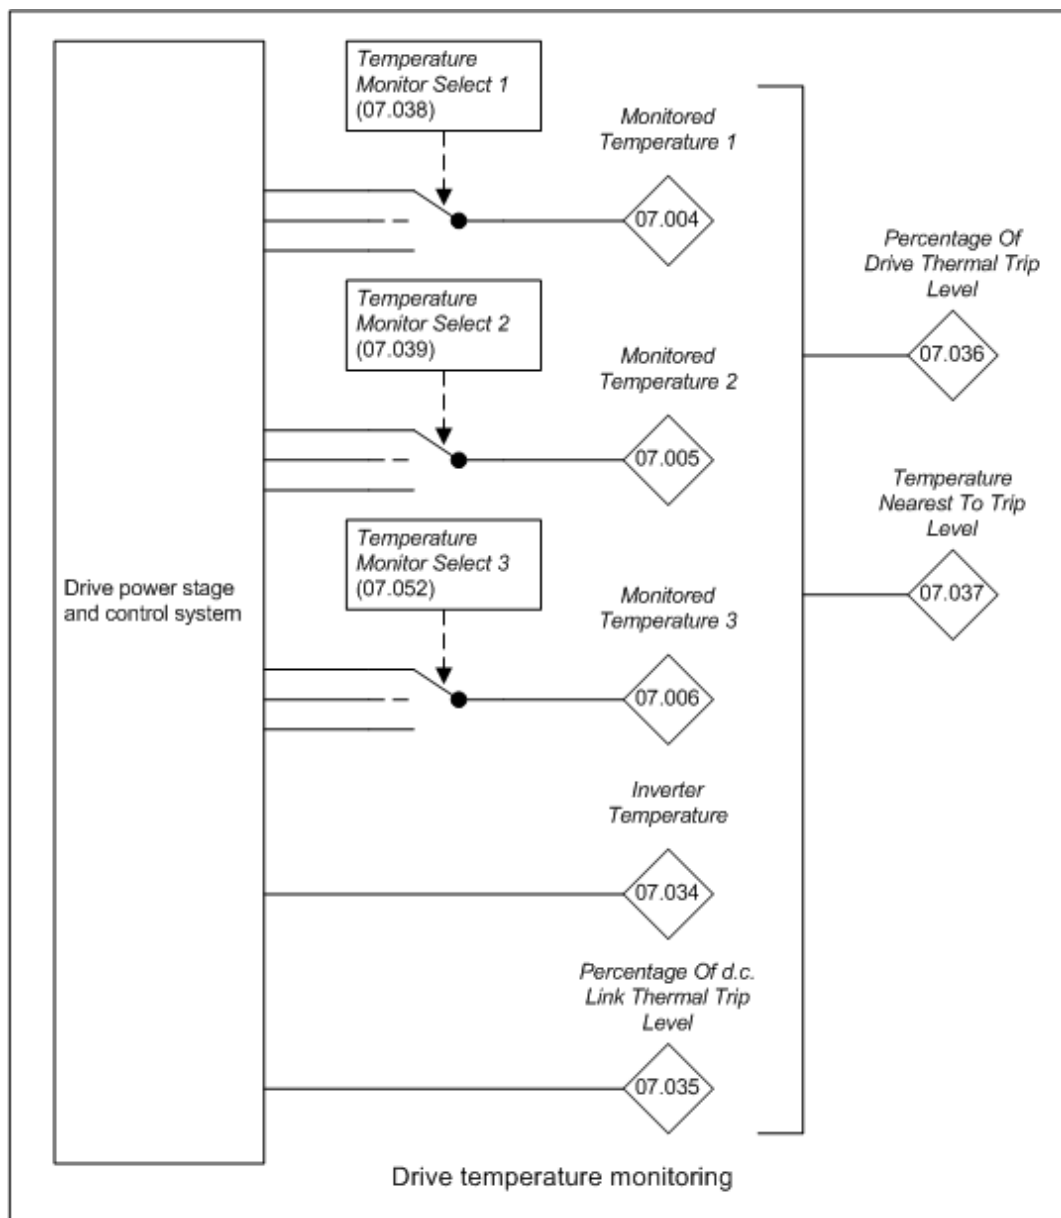 Temperature
Monitor Select 1
(07.038)
Monitored
Temperature 1
07.004
Percentage Of
Drive Thermal Trip
Level
07.036
Temperature
Monitor Select 2
(07.039)
Monitored
Temperature 2
07.005
Temperature
Nearest To Trip
Level
07.037
Temperature
Monitor Select 3
(07.052)
Drive power stage
and control system
Monitored
Temperature 3
07.006
Inverter
Temperature
07.034
Percentage Of d.c.
Link Thermal Trip
Level
07.035
Drive temperature monitoring